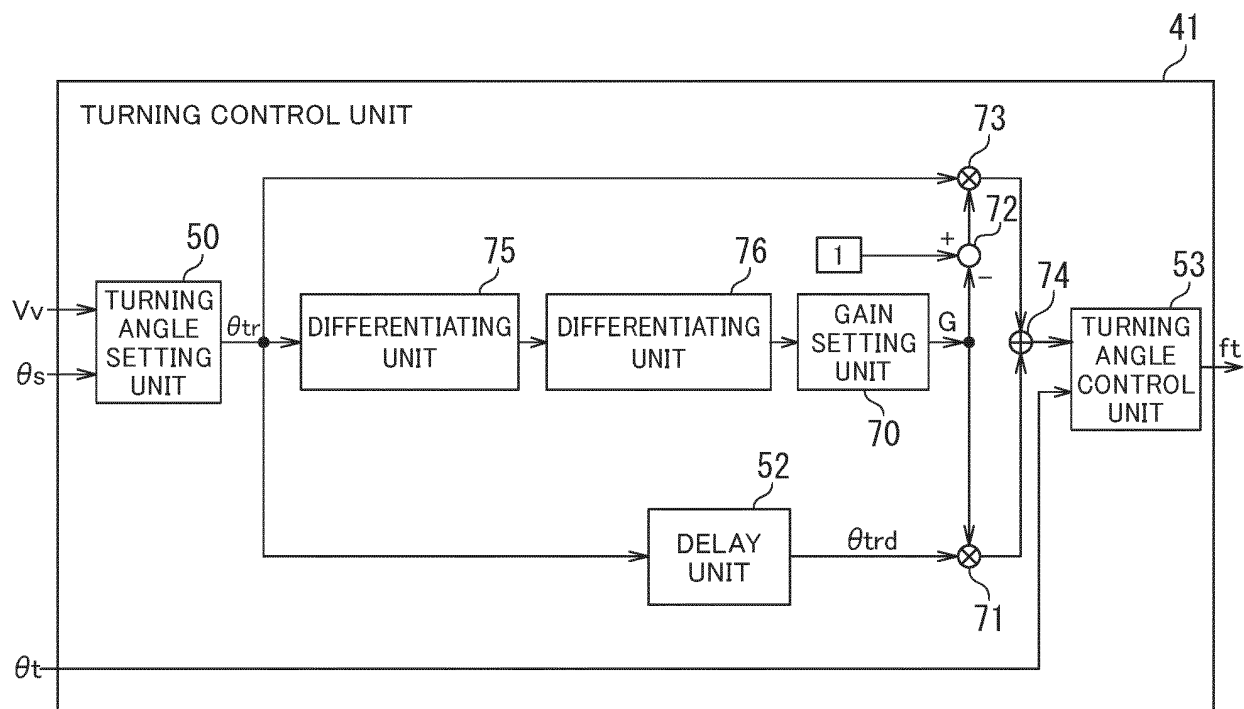 41
TURNING CONTROL UNIT
73
72
50
75
76
+
1
74
53
Vv
TURNING
ANGLE
SETTING
UNIT
θtr
DIFFERENTIATING
UNIT
DIFFERENTIATING
UNIT
GAIN
SETTING
UNIT
G
−
TURNING
ANGLE
CONTROL
UNIT
ft
θs
70
52
DELAY
UNIT
θtrd
71
θt